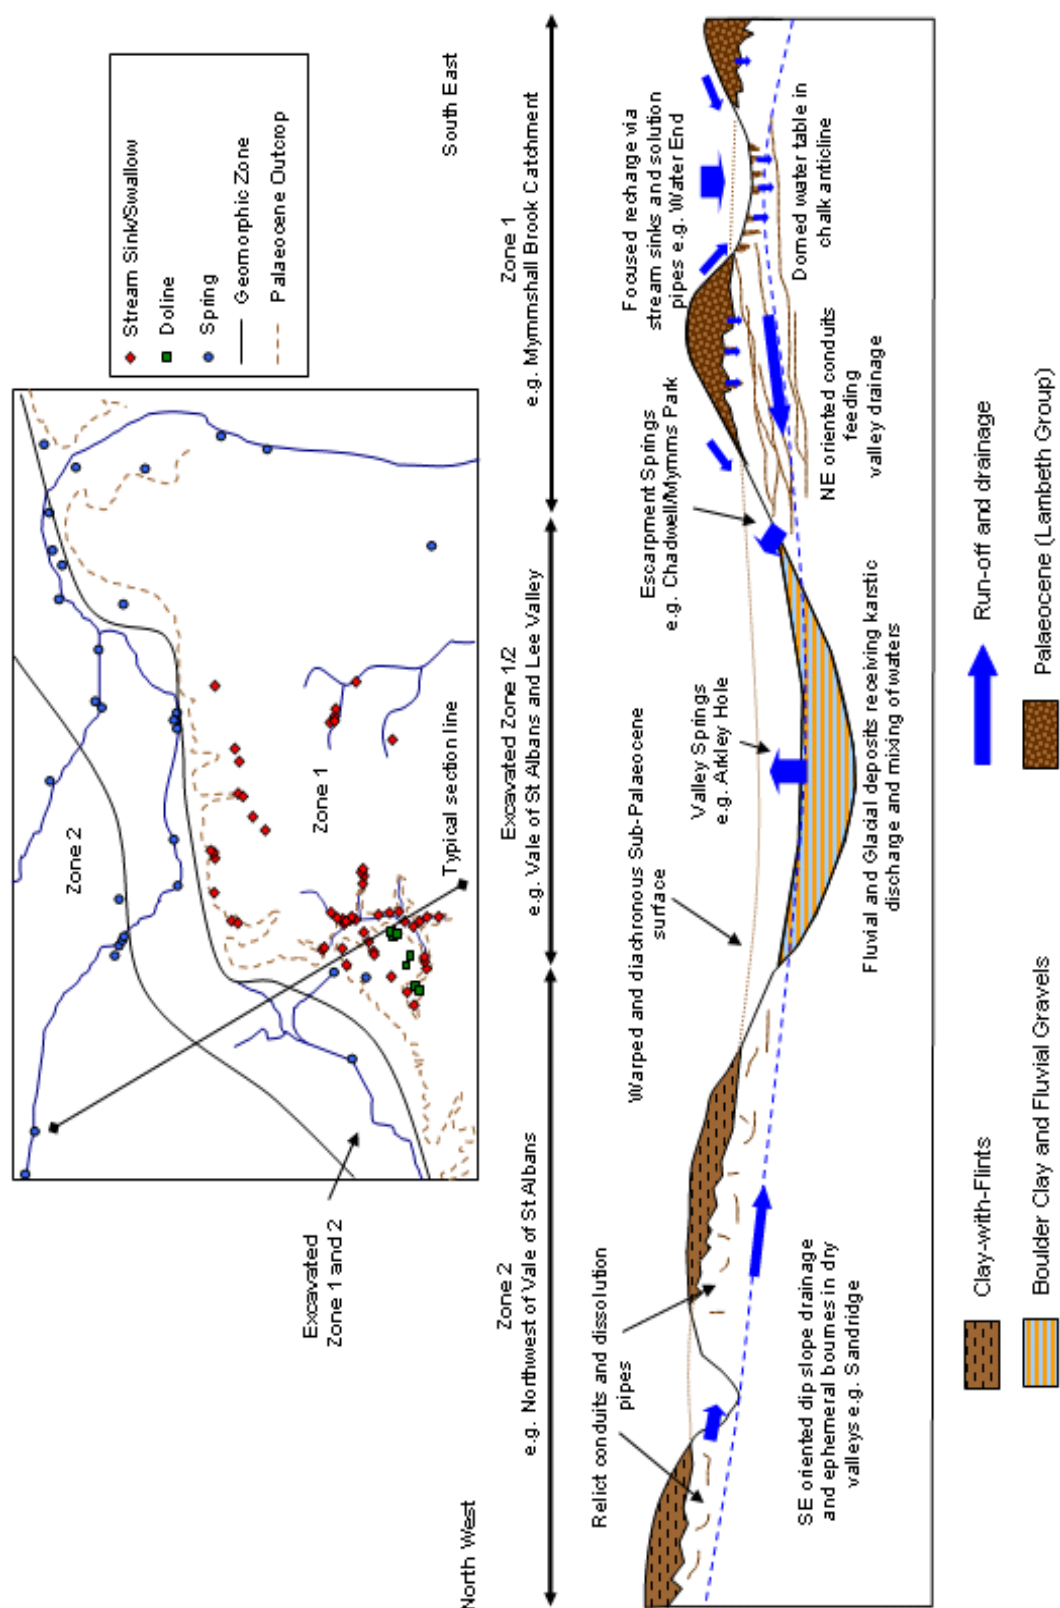 Stream Sink/Swallow
Doline
Spring
Geomorphic Zone
Palaeocene Outcrop
Zone 2
Zone 1
Typical section line
Excavated
Zone 1 and 2
North West
South East
Zone 2
e.g. Northwest of Vale of St Albans
Excavated Zone 1/2
e.g. Vale of St Albans and Lee Valley
Zone 1
e.g. Mymmshall Brook Catchment
Relict conduits and dissolution
pipes
Warped and diachronous Sub-Palaeocene
surface
Valley Springs
e.g. Arkley Hole
Escarpment Springs
e.g. Chadwell/Mymms Park
Focused recharge via
stream sinks and solution
pipes e.g. Water End
SE oriented dip slope drainage
and ephemeral bournes in dry
valleys e.g. Sandridge
Fluvial and Glacial deposits receiving karstic
discharge and mixing of waters
NE oriented conduits
feeding
valley drainage
Domed water table in
chalk anticline
Clay-with-Flints
Run-off and drainage
Boulder Clay and Fluvial Gravels
Palaeocene (Lambeth Group)